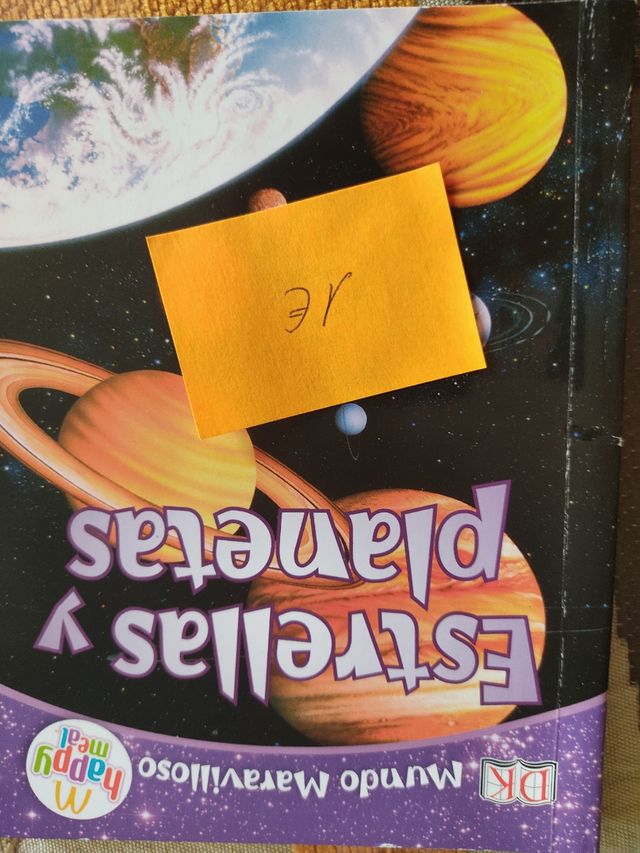 DK
Mundo Maravilloso
happy
meal
Estrellas y
planetas
1€